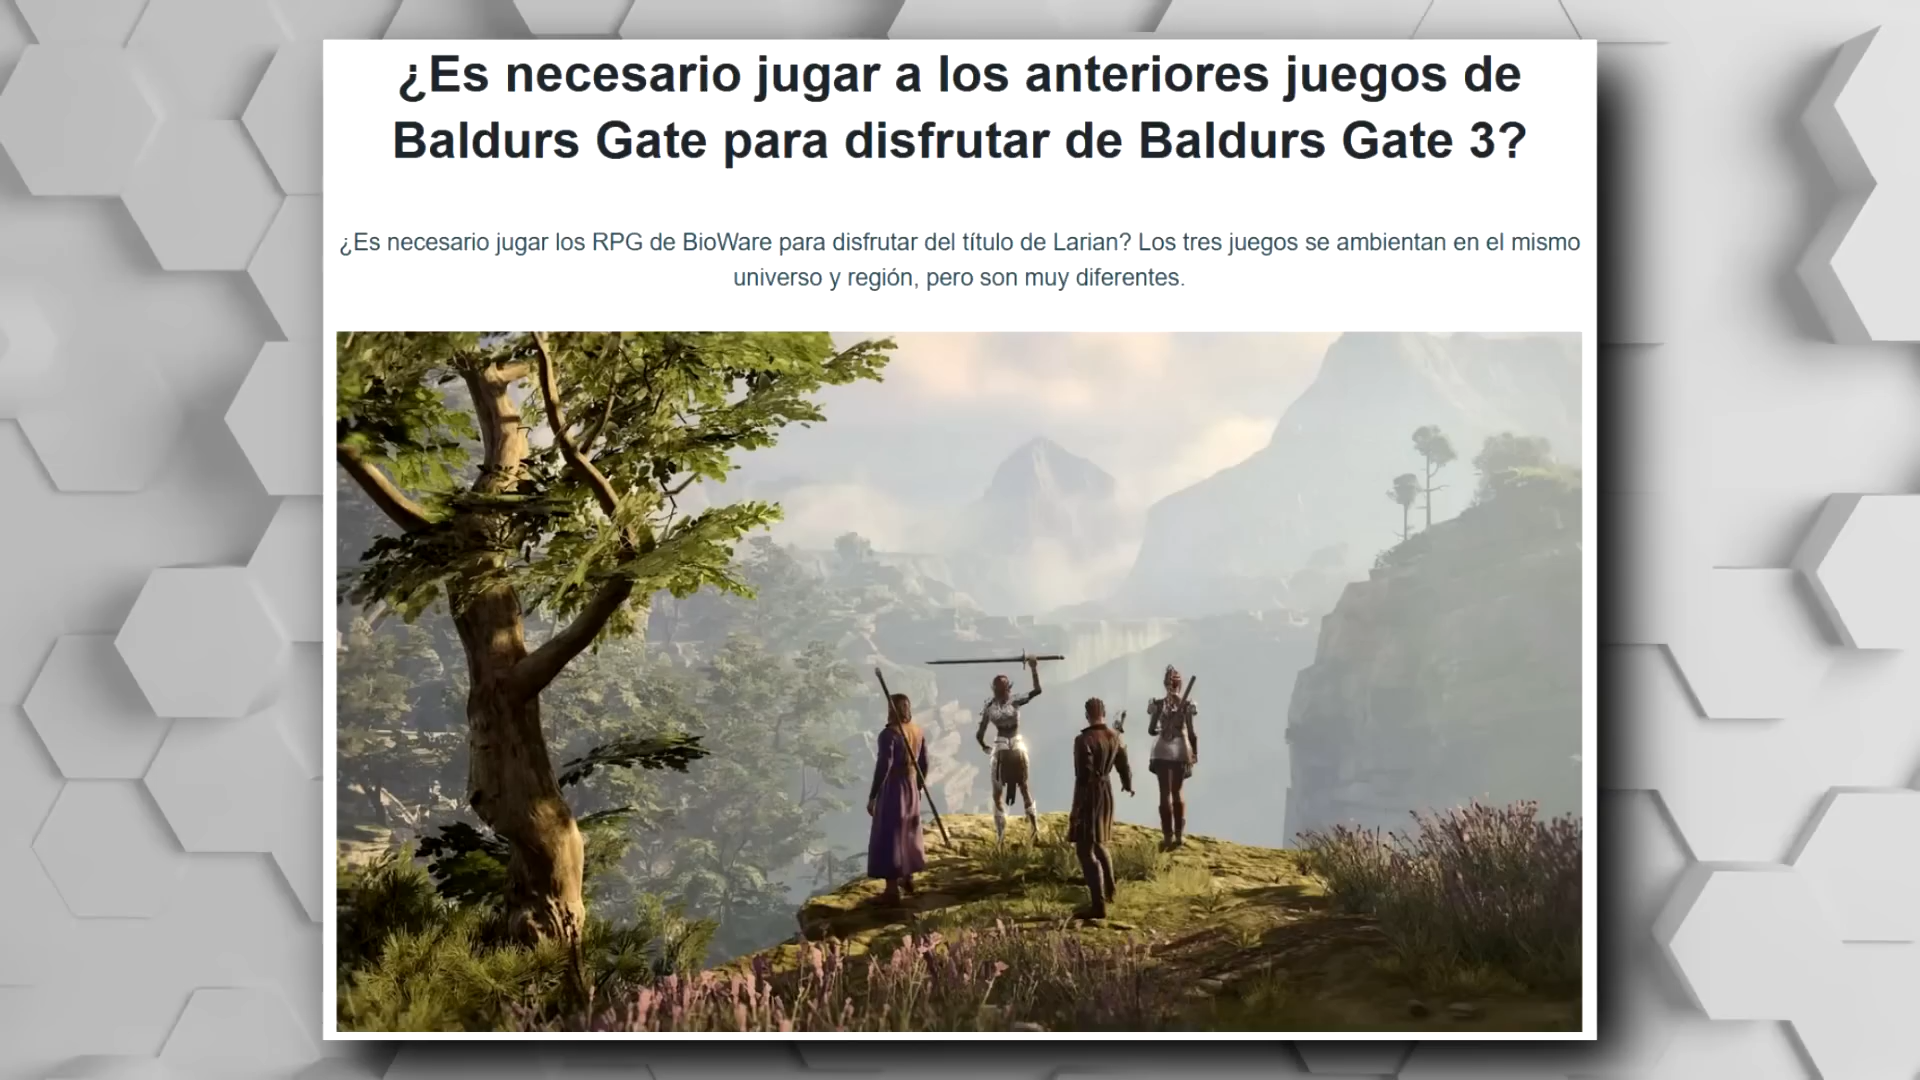 ¿Es necesario jugar a los anteriores juegos de
Baldurs Gate para disfrutar de Baldurs Gate 3?
¿Es necesario jugar los RPG de BioWare para disfrutar del título de Larian? Los tres juegos se ambientan en el mismo
universo y región, pero son muy diferentes.